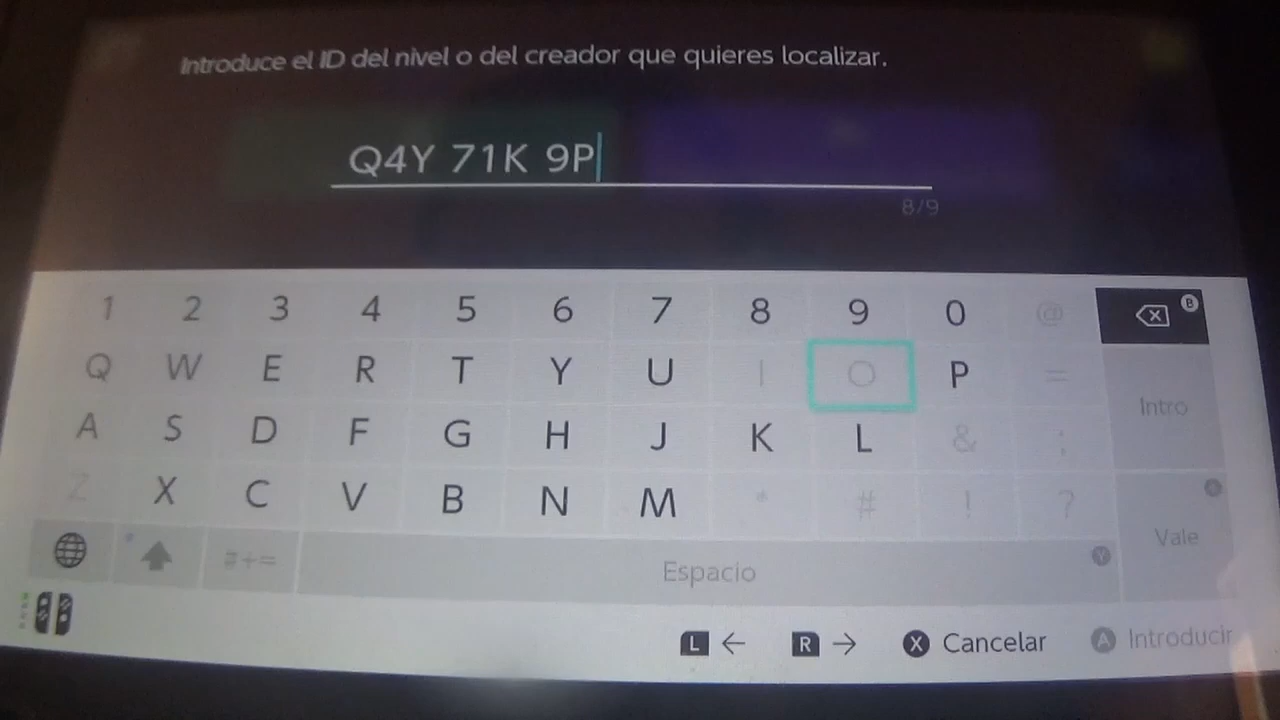 Introduce el ID del nivel o del creador que quieres localizar.
Q4Y 71K 9P
8/9
1 2 3 4 5 6 7 8 9 0 @
B
Q W E R T Y U I O P =
Intro
A S D F G H J K L & ;
Z X C V B N M * # ! ?
+
Vale
Espacio
Y
L ← R → X Cancelar A Introducir